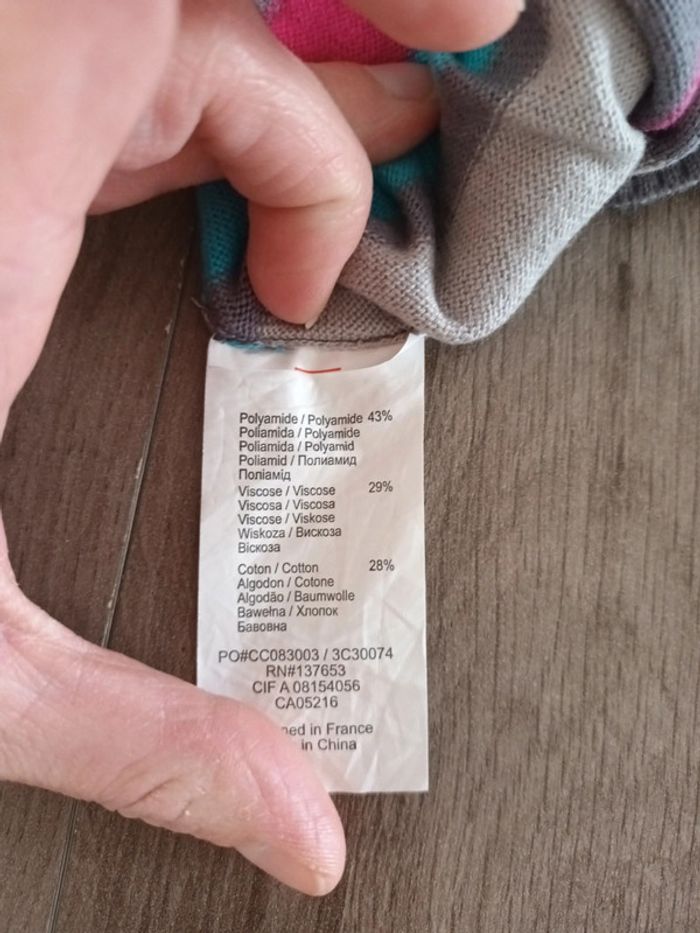 Polyamide / Polyamide 43%
Poliamida / Polyamide
Poliamida / Polyamid
Poliamid / Полиамид
Поліамід
Viscose / Viscose 29%
Viscosa / Viscosa
Viscose / Viskose
Wiskoza / Вискоза
Віскоза
Coton / Cotton 28%
Algodon / Cotone
Algodão / Baumwolle
Bawełna / Хлопок
Бавовна
PO#CC083003 / 3C30074
RN#137653
CIF A 08154056
CA05216
in France
in China